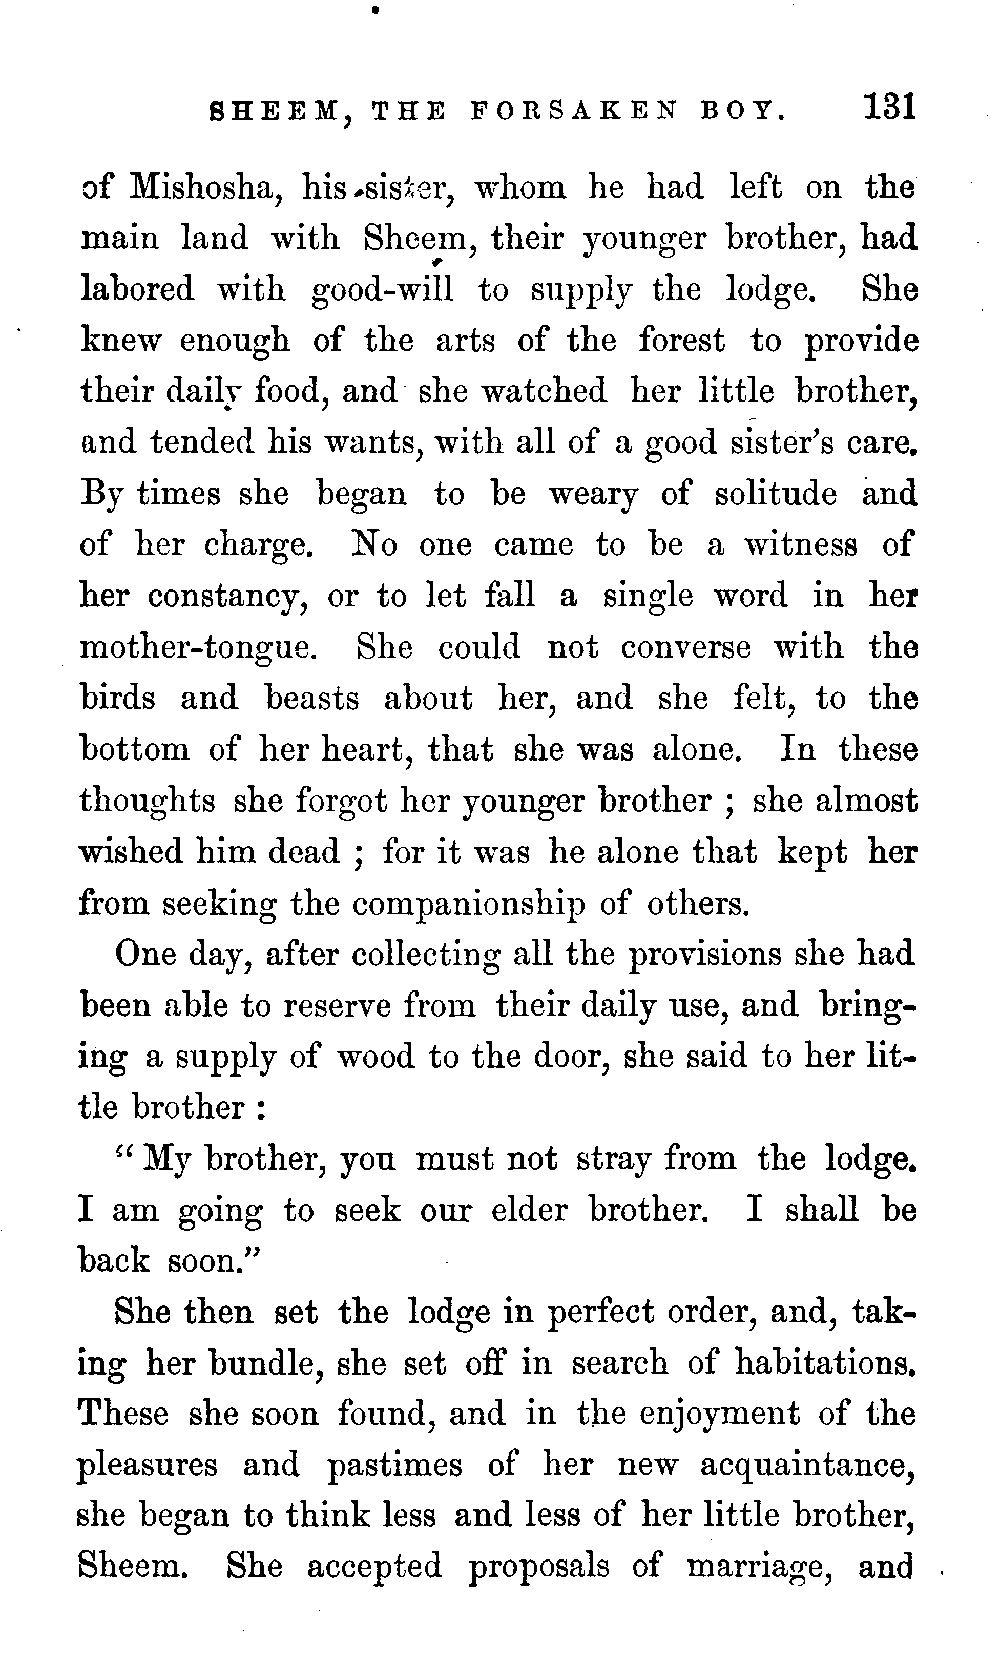 SHEEM, THE FORSAKEN BOY. 131
of Mishosha, his sister, whom he had left on the
main land with Sheem, their younger brother, had
labored with good-will to supply the lodge. She
knew enough of the arts of the forest to provide
their daily food, and she watched her little brother,
and tended his wants, with all of a good sister's care.
By times she began to be weary of solitude and
of her charge. No one came to be a witness of
her constancy, or to let fall a single word in her
mother-tongue. She could not converse with the
birds and beasts about her, and she felt, to the
bottom of her heart, that she was alone. In these
thoughts she forgot her younger brother ; she almost
wished him dead ; for it was he alone that kept her
from seeking the companionship of others.
One day, after collecting all the provisions she had
been able to reserve from their daily use, and bring-
ing a supply of wood to the door, she said to her lit-
tle brother :
" My brother, you must not stray from the lodge.
I am going to seek our elder brother. I shall be
back soon."
She then set the lodge in perfect order, and, tak-
ing her bundle, she set off in search of habitations.
These she soon found, and in the enjoyment of the
pleasures and pastimes of her new acquaintance,
she began to think less and less of her little brother,
Sheem. She accepted proposals of marriage, and